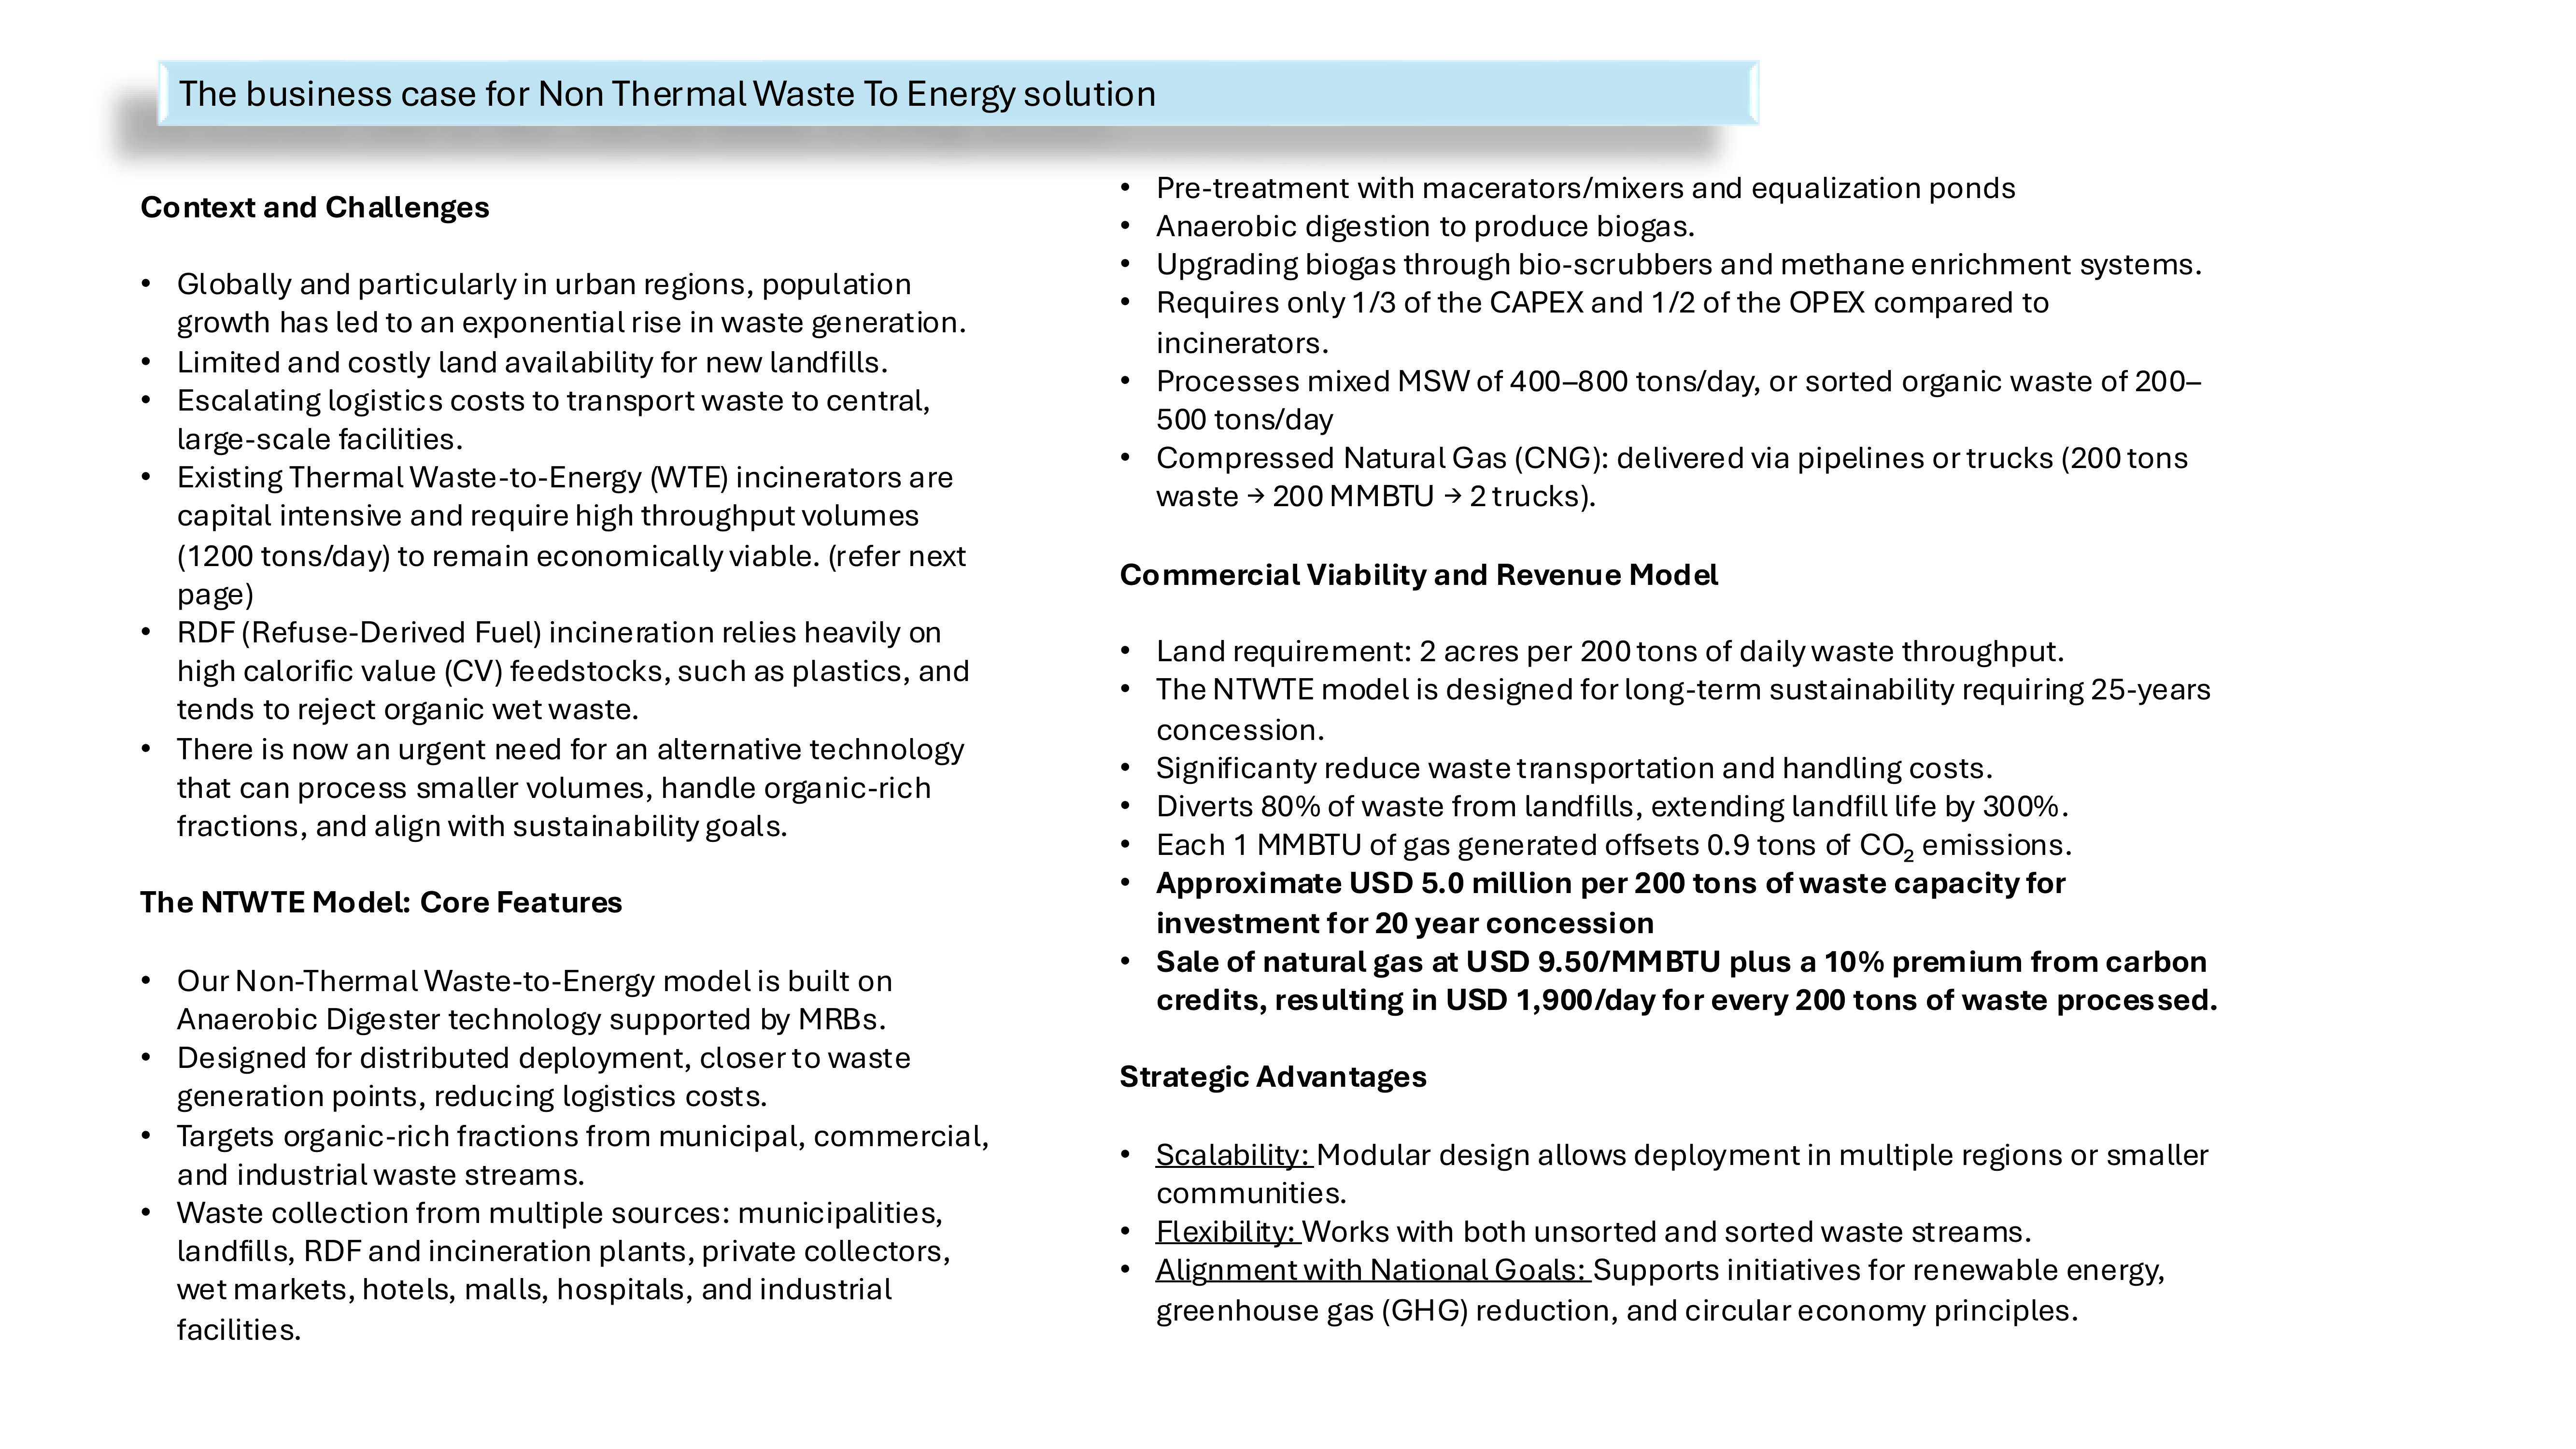 The business case for Non Thermal Waste To Energy solution
Context and Challenges
• Globally and particularly in urban regions, population
growth has led to an exponential rise in waste generation.
• Limited and costly land availability for new landfills.
• Escalating logistics costs to transport waste to central,
large-scale facilities.
• Existing Thermal Waste-to-Energy (WTE) incinerators are
capital intensive and require high throughput volumes
(1200 tons/day) to remain economically viable. (refer next
page)
• RDF (Refuse-Derived Fuel) incineration relies heavily on
high calorific value (CV) feedstocks, such as plastics, and
tends to reject organic wet waste.
• There is now an urgent need for an alternative technology
that can process smaller volumes, handle organic-rich
fractions, and align with sustainability goals.
The NTWTE Model: Core Features
• Our Non-Thermal Waste-to-Energy model is built on
Anaerobic Digester technology supported by MRBs.
• Designed for distributed deployment, closer to waste
generation points, reducing logistics costs.
• Targets organic-rich fractions from municipal, commercial,
and industrial waste streams.
• Waste collection from multiple sources: municipalities,
landfills, RDF and incineration plants, private collectors,
wet markets, hotels, malls, hospitals, and industrial
facilities.
• Pre-treatment with macerators/mixers and equalization ponds
• Anaerobic digestion to produce biogas.
• Upgrading biogas through bio-scrubbers and methane enrichment systems.
• Requires only 1/3 of the CAPEX and 1/2 of the OPEX compared to
incinerators.
• Processes mixed MSW of 400–800 tons/day, or sorted organic waste of 200–
500 tons/day
• Compressed Natural Gas (CNG): delivered via pipelines or trucks (200 tons
waste → 200 MMBTU → 2 trucks).
Commercial Viability and Revenue Model
• Land requirement: 2 acres per 200 tons of daily waste throughput.
• The NTWTE model is designed for long-term sustainability requiring 25-years
concession.
• Significanty reduce waste transportation and handling costs.
• Diverts 80% of waste from landfills, extending landfill life by 300%.
• Each 1 MMBTU of gas generated offsets 0.9 tons of CO₂ emissions.
• Approximate USD 5.0 million per 200 tons of waste capacity for
investment for 20 year concession
• Sale of natural gas at USD 9.50/MMBTU plus a 10% premium from carbon
credits, resulting in USD 1,900/day for every 200 tons of waste processed.
Strategic Advantages
• Scalability: Modular design allows deployment in multiple regions or smaller
communities.
• Flexibility: Works with both unsorted and sorted waste streams.
• Alignment with National Goals: Supports initiatives for renewable energy,
greenhouse gas (GHG) reduction, and circular economy principles.